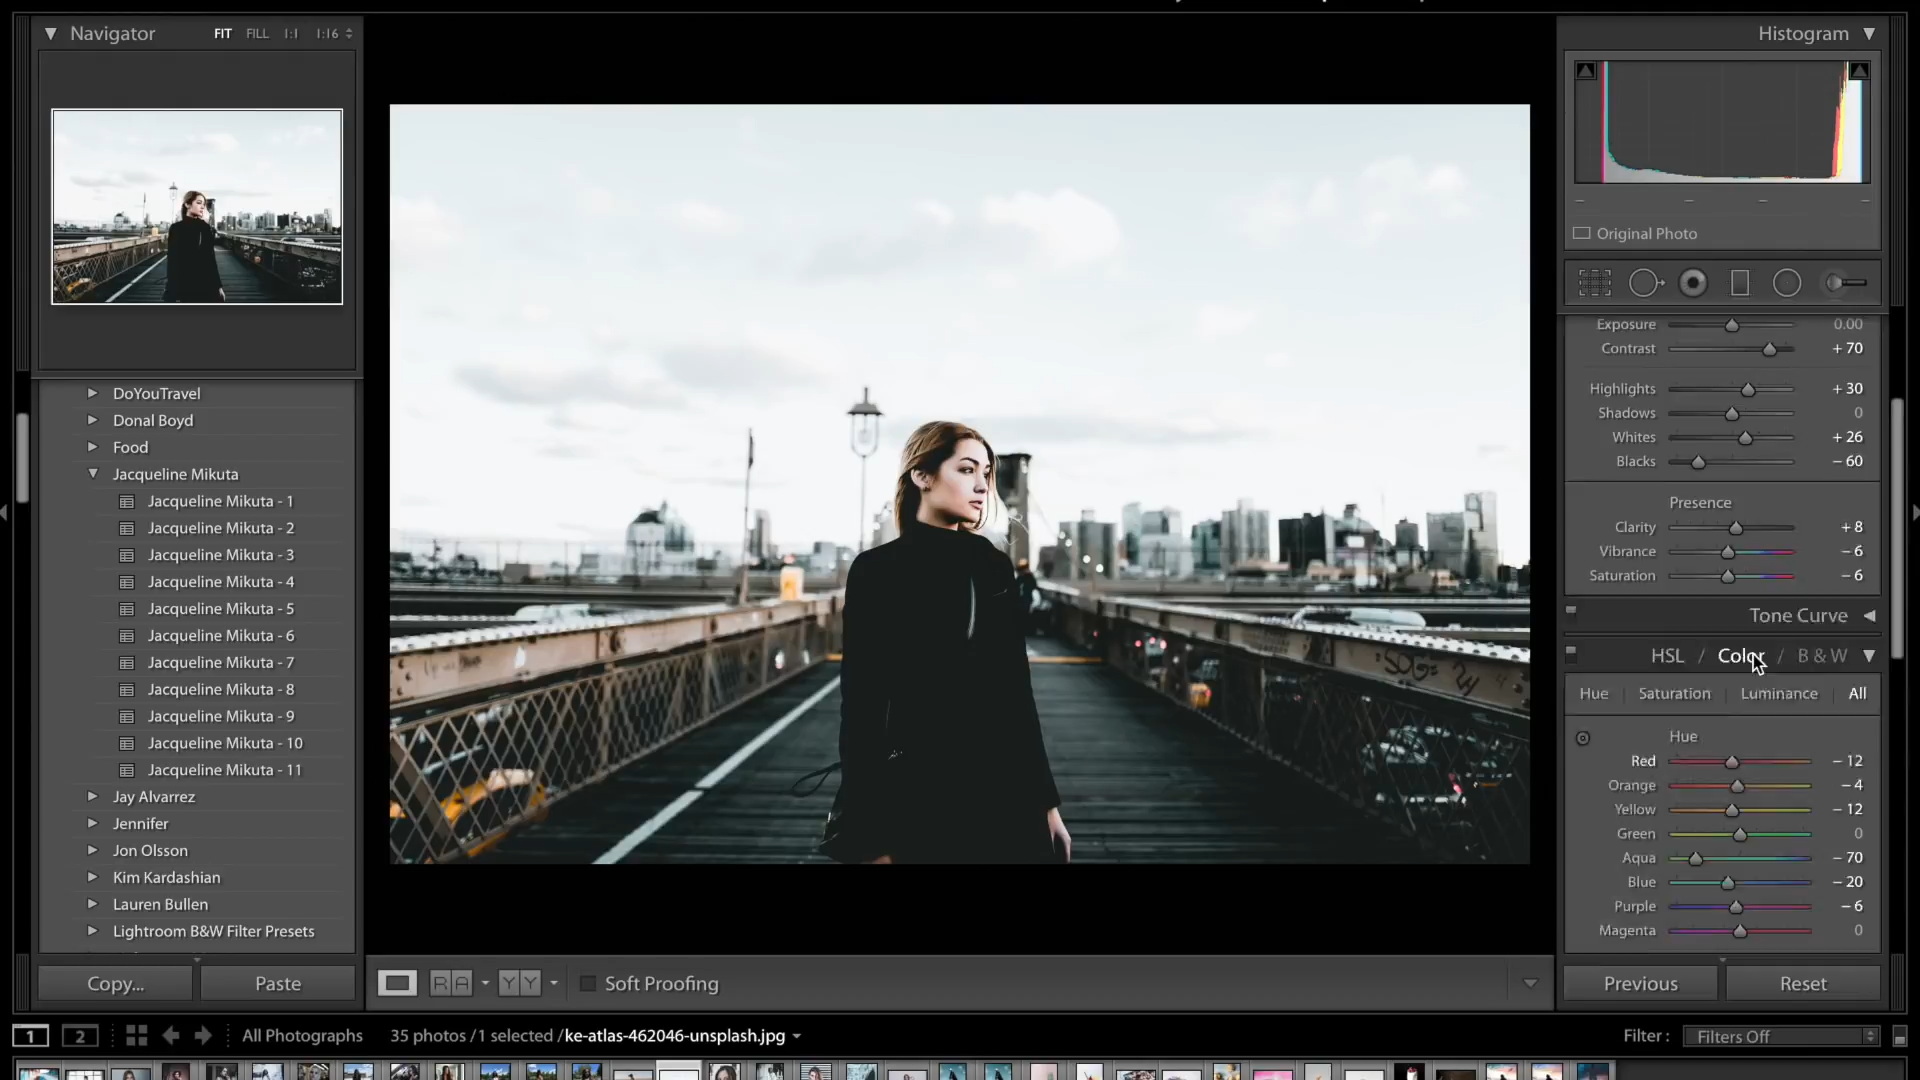 Navigator FIT FILL 1:1 1:16
DoYouTravel
Donal Boyd
Food
Jacqueline Mikuta
Jacqueline Mikuta - 1
Jacqueline Mikuta - 2
Jacqueline Mikuta - 3
Jacqueline Mikuta - 4
Jacqueline Mikuta - 5
Jacqueline Mikuta - 6
Jacqueline Mikuta - 7
Jacqueline Mikuta - 8
Jacqueline Mikuta - 9
Jacqueline Mikuta - 10
Jacqueline Mikuta - 11
Jay Alvarrez
Jennifer
Jon Olsson
Kim Kardashian
Lauren Bullen
Lightroom B&W Filter Presets
Copy... Paste
R A Y Y Soft Proofing
Histogram
Original Photo
Exposure 0.00
Contrast + 70
Highlights + 30
Shadows 0
Whites + 26
Blacks – 60
Presence
Clarity + 8
Vibrance – 6
Saturation – 6
Tone Curve
HSL / Color / B & W
Hue Saturation Luminance All
Hue
Red – 12
Orange – 4
Yellow – 12
Green 0
Aqua – 70
Blue – 20
Purple – 6
Magenta 0
Previous Reset
1 2 All Photographs 35 photos / 1 selected / ke-atlas-462046-unsplash.jpg Filter : Filters Off